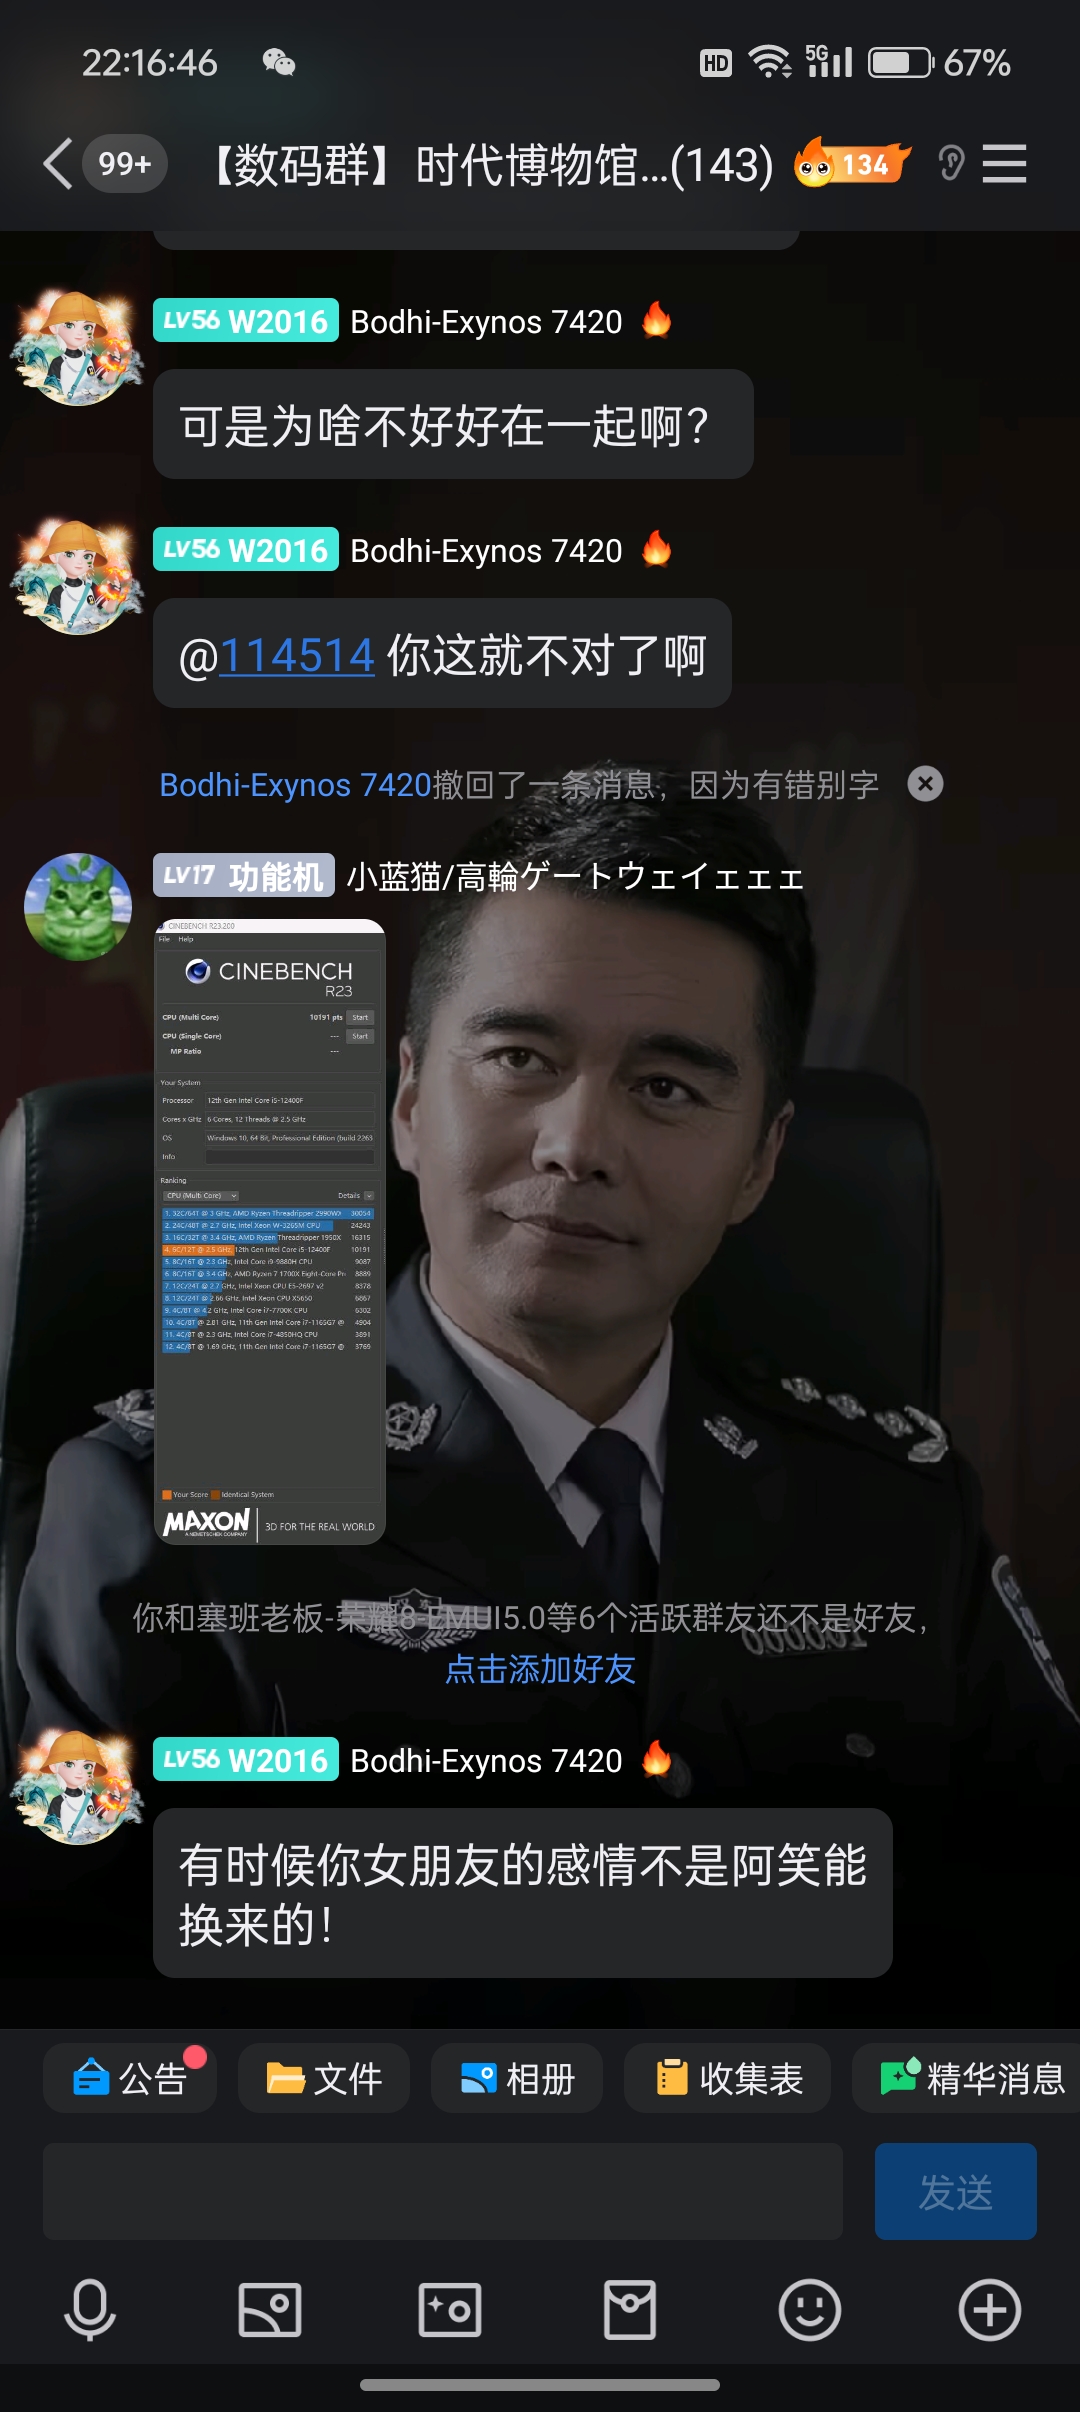 22:16:46
HD
5G
67%
99+
【数码群】时代博物馆...(143)
134
LV56 W2016 Bodhi-Exynos 7420
可是为啥不好好在一起啊？
LV56 W2016 Bodhi-Exynos 7420
@114514 你这就不对了啊
Bodhi-Exynos 7420撤回了一条消息，因为有错别字
LV17 功能机 小蓝猫/高輪ゲートウェイェェェ
CINEBENCH R23.200
File Help
CINEBENCH
R23
CPU (Multi Core) 10191 pts Start
CPU (Single Core) --- Start
MP Ratio ---
Your System
Processor 12th Gen Intel Core i5-12400F
Cores x GHz 6 Cores, 12 Threads @ 2.5 GHz
OS Windows 10, 64 Bit, Professional Edition (build 2263
Info
Ranking
CPU (Multi Core) Details
1. 32C/64T @ 3 GHz, AMD Ryzen Threadripper 2990WX 30054
2. 24C/48T @ 2.7 GHz, Intel Xeon W-3265M CPU 24243
3. 16C/32T @ 3.4 GHz, AMD Ryzen Threadripper 1950X 16315
4. 6C/12T @ 2.5 GHz, 12th Gen Intel Core i5-12400F 10191
5. 8C/16T @ 2.3 GHz, Intel Core i9-9880H CPU 9087
6. 8C/16T @ 3.4 GHz, AMD Ryzen 7 1700X Eight-Core Pr 8889
7. 12C/24T @ 2.7 GHz, Intel Xeon CPU E5-2697 v2 8378
8. 12C/24T @ 2.66 GHz, Intel Xeon CPU X5650 6867
9. 4C/8T @ 4.2 GHz, Intel Core i7-7700K CPU 6302
10. 4C/8T @ 2.81 GHz, 11th Gen Intel Core i7-1165G7 @ 4904
11. 4C/8T @ 2.3 GHz, Intel Core i7-4850HQ CPU 3891
12. 4C/8T @ 1.69 GHz, 11th Gen Intel Core i7-1165G7 @ 3769
Your Score Identical System
MAXON 3D FOR THE REAL WORLD
A NEMETSCHEK COMPANY
你和塞班老板-荣耀8-EMUI5.0等6个活跃群友还不是好友，
点击添加好友
LV56 W2016 Bodhi-Exynos 7420
有时候你女朋友的感情不是阿笑能
换来的！
公告 文件 相册 收集表 精华消息
发送